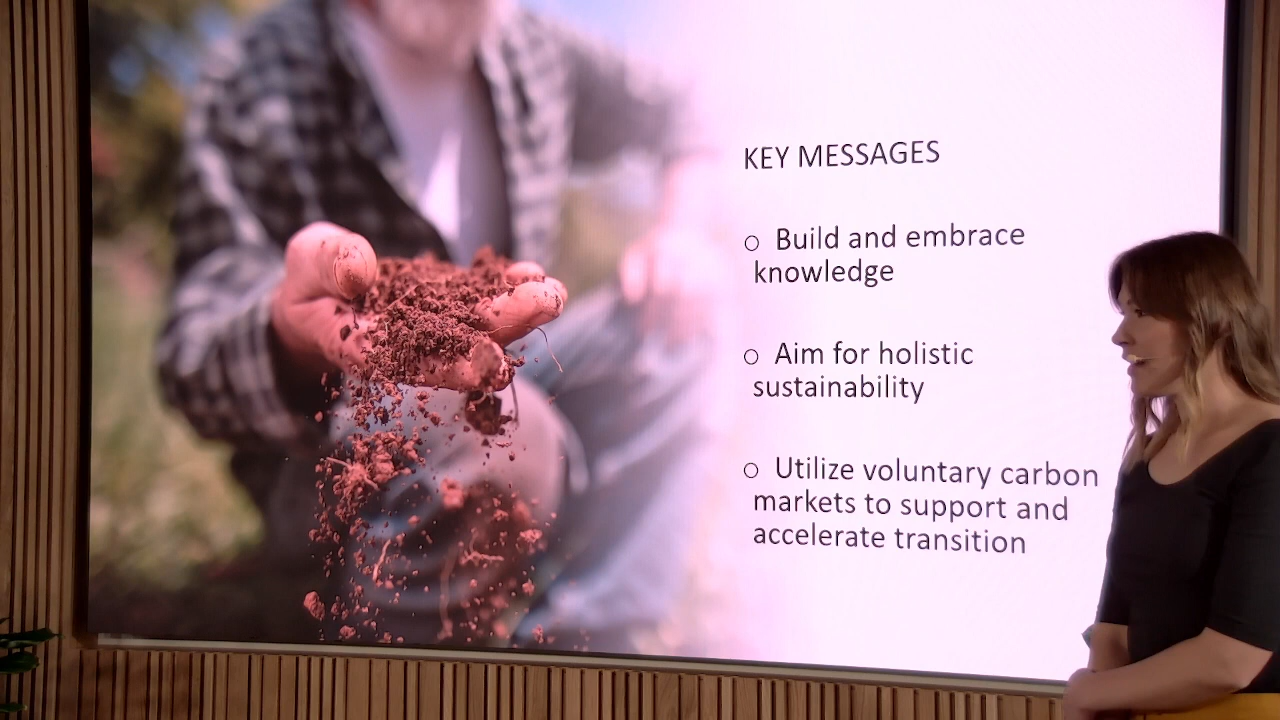 KEY MESSAGES
○ Build and embrace
knowledge
○ Aim for holistic
sustainability
○ Utilize voluntary carbon
markets to support and
accelerate transition